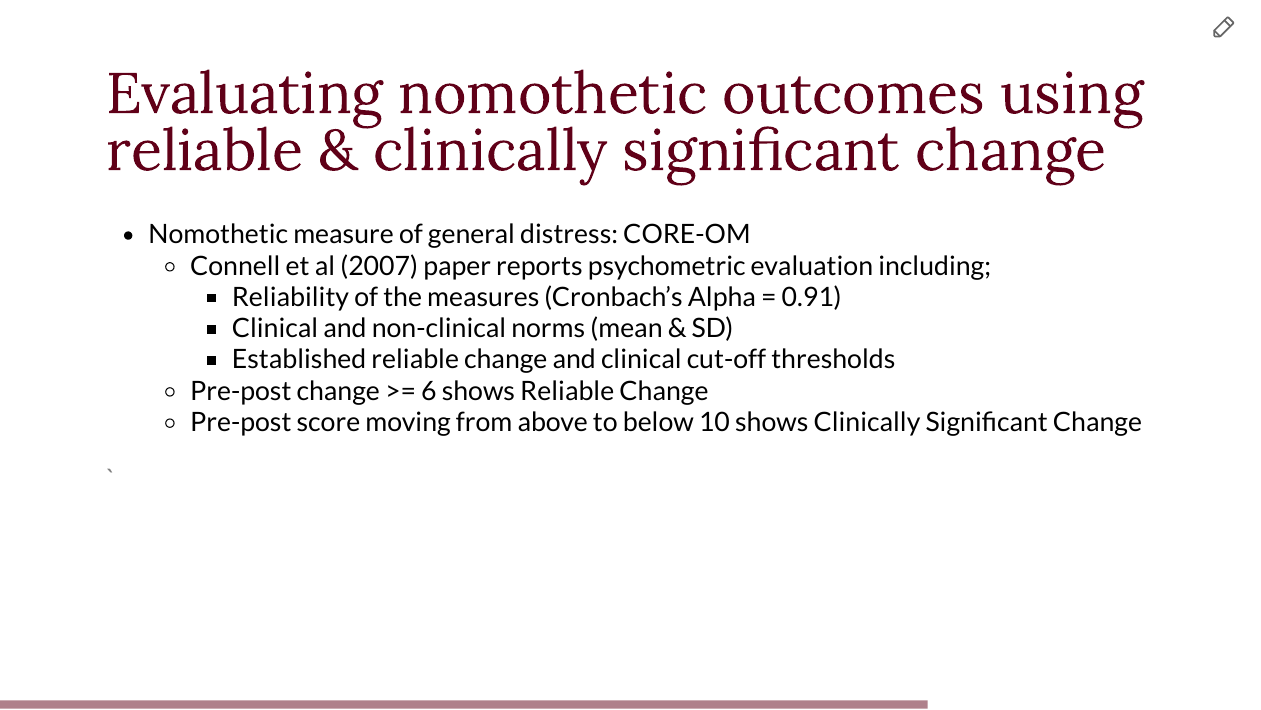 Evaluating nomothetic outcomes using
reliable & clinically significant change
• Nomothetic measure of general distress: CORE-OM
◦ Connell et al (2007) paper reports psychometric evaluation including;
▪ Reliability of the measures (Cronbach’s Alpha = 0.91)
▪ Clinical and non-clinical norms (mean & SD)
▪ Established reliable change and clinical cut-off thresholds
◦ Pre-post change >= 6 shows Reliable Change
◦ Pre-post score moving from above to below 10 shows Clinically Significant Change
`